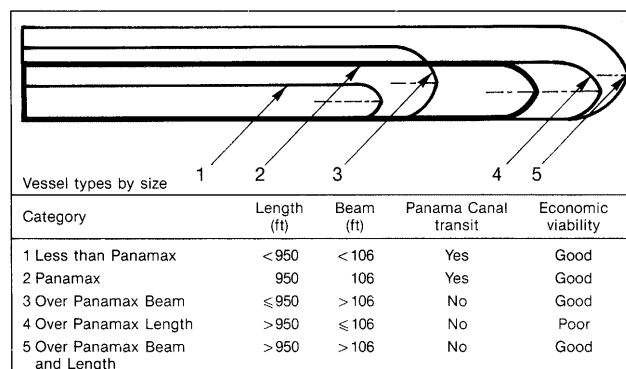 1 2 3 4 5
Vessel types by size
Category Length (ft) Beam (ft) Panama Canal transit Economic viability
1 Less than Panamax <950 <106 Yes Good
2 Panamax 950 106 Yes Good
3 Over Panamax Beam ⩽950 >106 No Good
4 Over Panamax Length >950 ⩽106 No Poor
5 Over Panamax Beam >950 >106 No Good
and Length